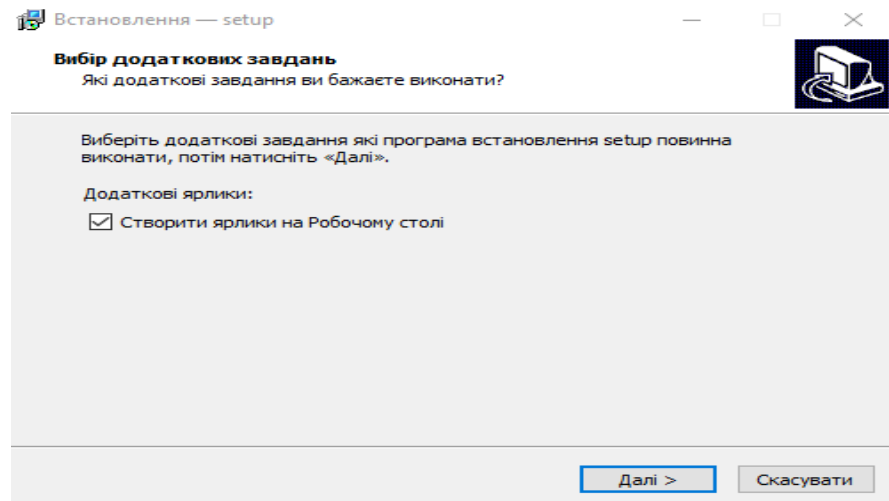 Встановлення — setup
Вибір додаткових завдань
Які додаткові завдання ви бажаєте виконати?
Виберіть додаткові завдання які програма встановлення setup повинна
виконати, потім натисніть «Далі».
Додаткові ярлики:
Створити ярлики на Робочому столі
Далі >
Скасувати